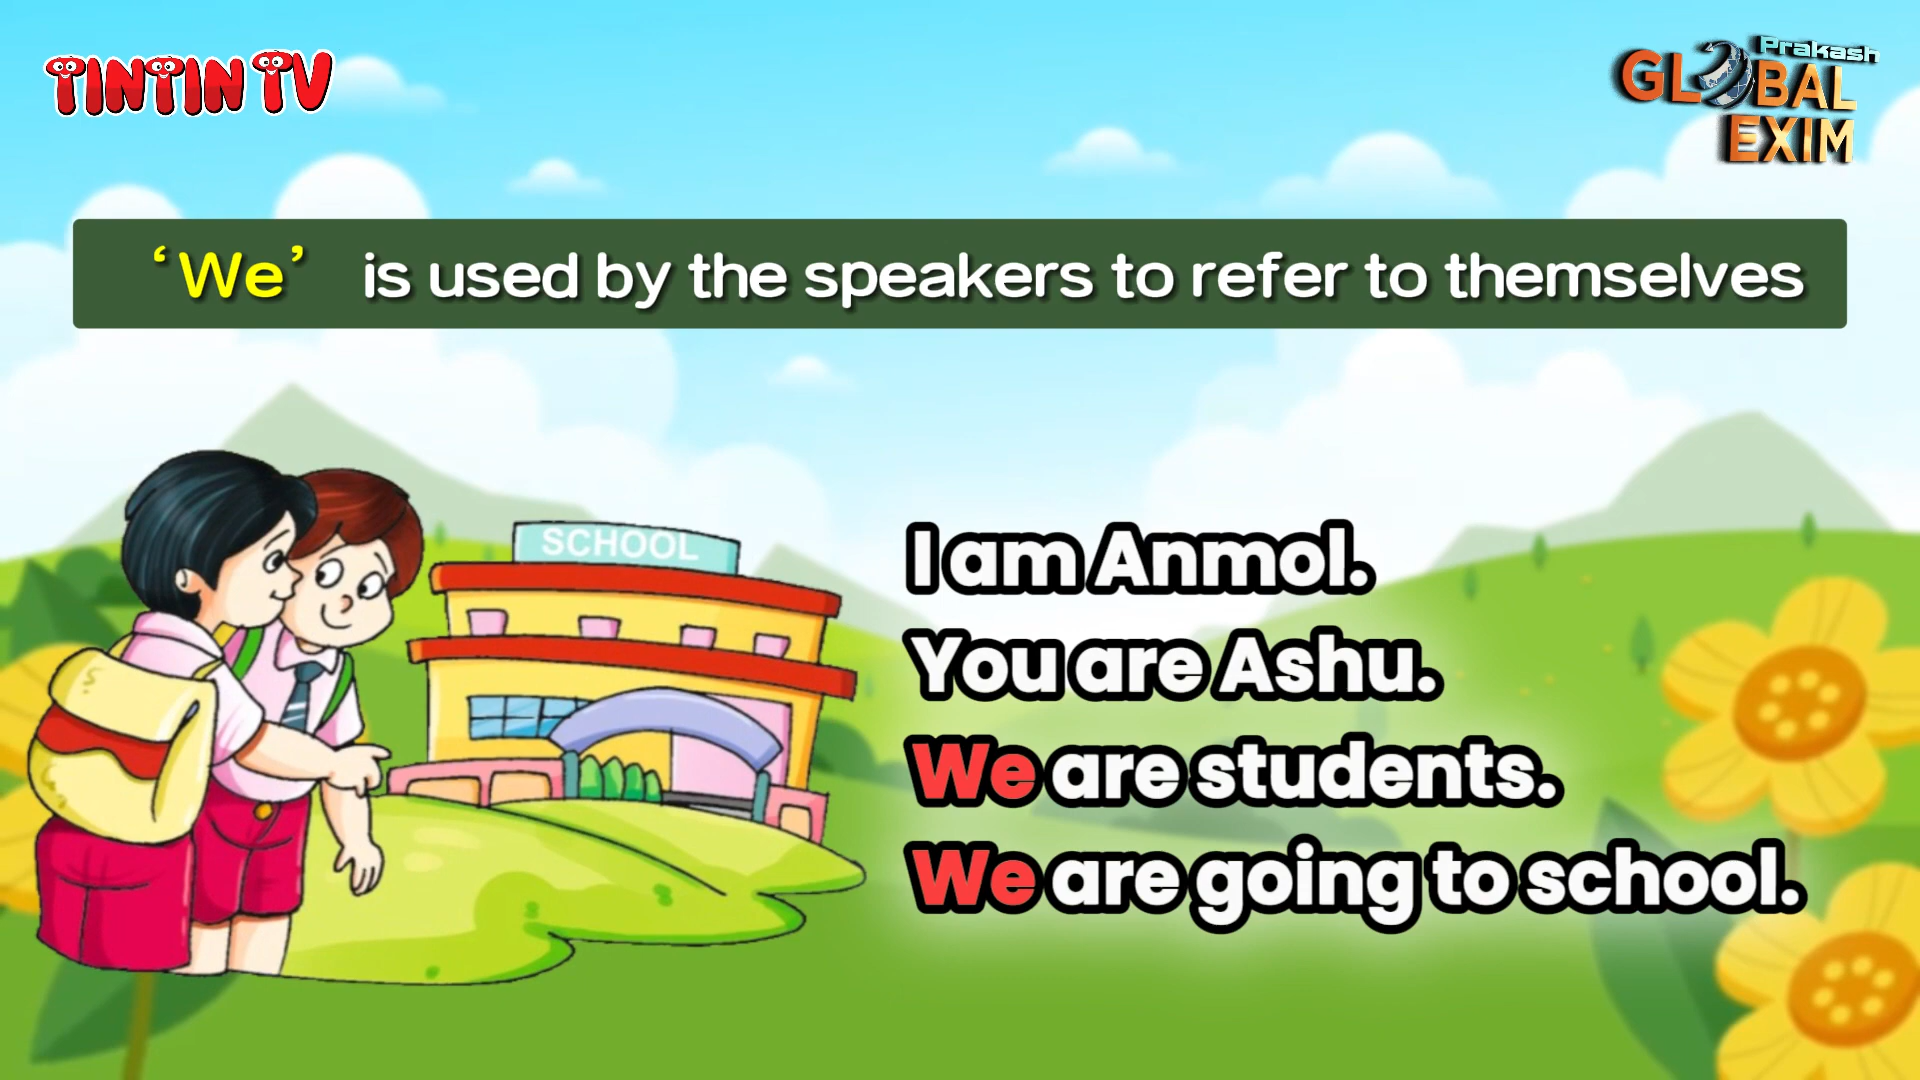 TINTIN TV
Prakash
GLOBAL
EXIM
‘We’ is used by the speakers to refer to themselves
SCHOOL
I am Anmol.
You are Ashu.
We are students.
We are going to school.